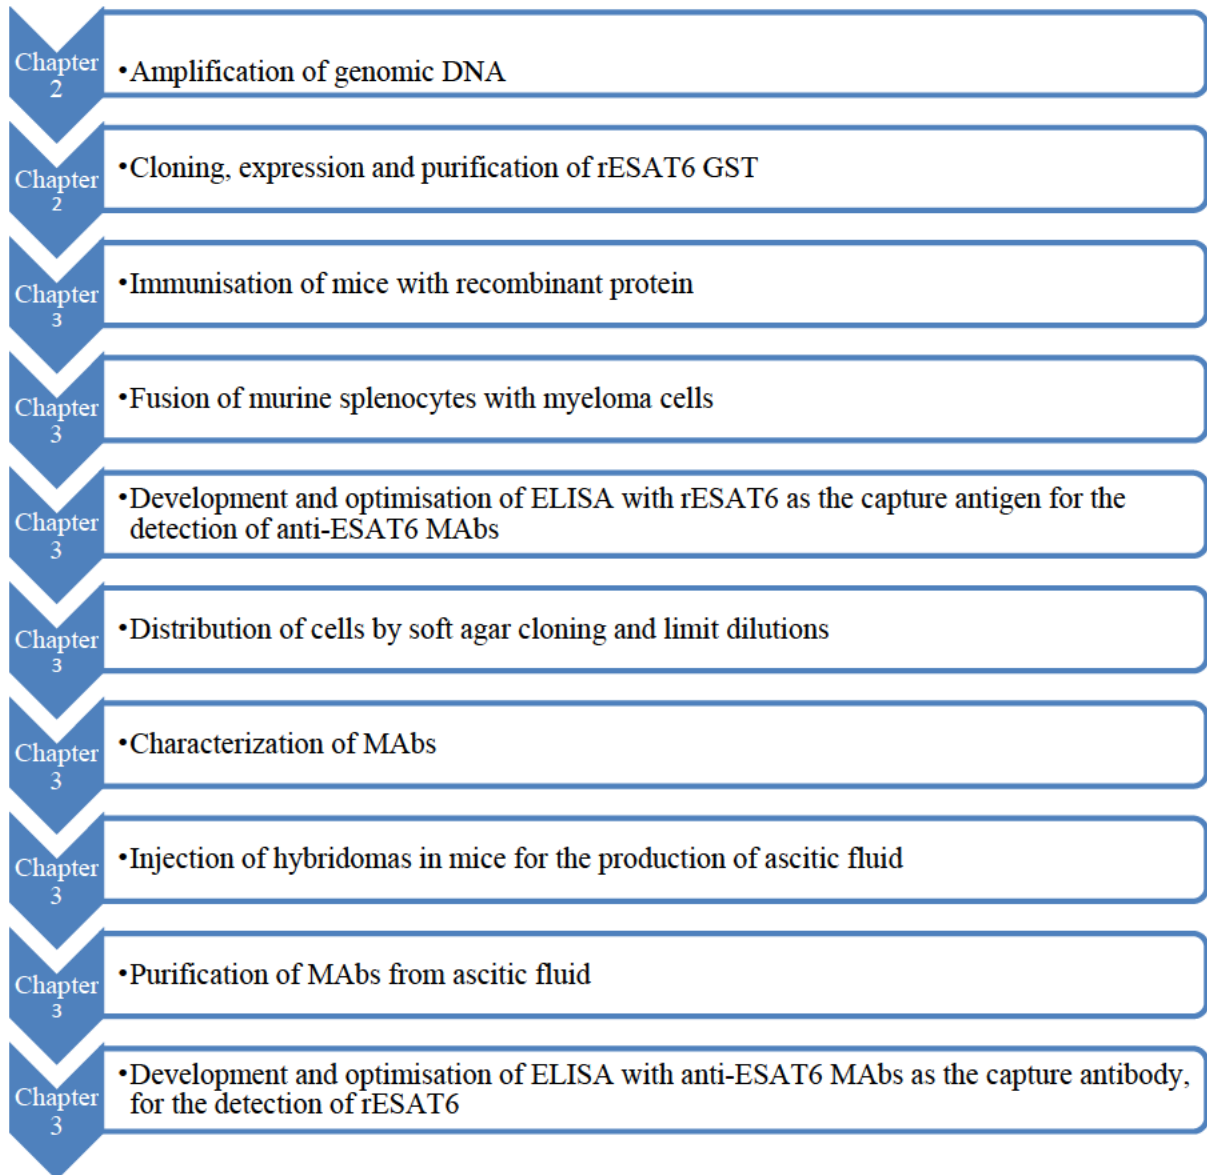 Chapter
2
•Amplification of genomic DNA
Chapter
2
•Cloning, expression and purification of rESAT6 GST
Chapter
3
•Immunisation of mice with recombinant protein
Chapter
3
•Fusion of murine splenocytes with myeloma cells
Chapter
3
•Development and optimisation of ELISA with rESAT6 as the capture antigen for the
detection of anti-ESAT6 MAbs
Chapter
3
•Distribution of cells by soft agar cloning and limit dilutions
Chapter
3
•Characterization of MAbs
Chapter
3
•Injection of hybridomas in mice for the production of ascitic fluid
Chapter
3
•Purification of MAbs from ascitic fluid
Chapter
3
•Development and optimisation of ELISA with anti-ESAT6 MAbs as the capture antibody,
for the detection of rESAT6